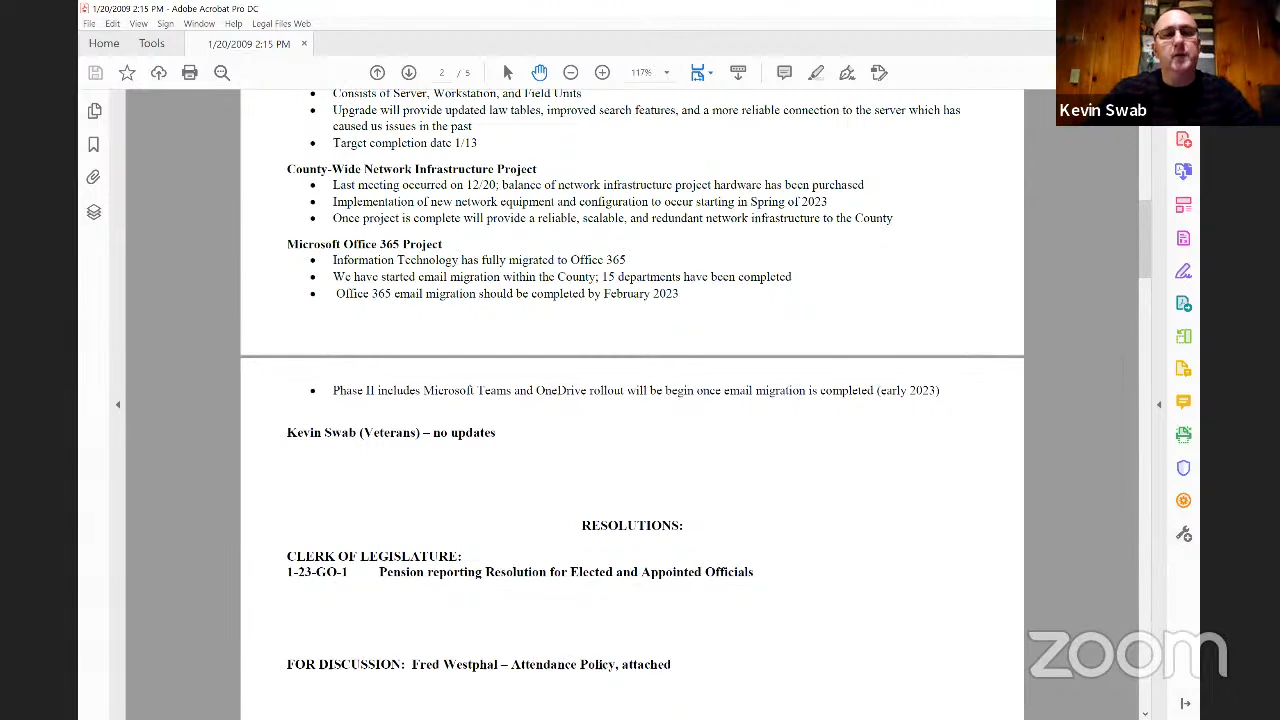 1/20/2009 2:15 PM - Adobe Acrobat Pro DC
File Edit View Sign Window Help Legal Files Web
Home Tools 1/20/2009 2:15 PM ×
2 / 5 117%
Consists of Server, Workstation, and Field Units
Upgrade will provide updated law tables, improved search features, and a more reliable connection to the server which has
caused us issues in the past
Target completion date 1/13
County-Wide Network Infrastructure Project
Last meeting occurred on 12/20; balance of network infrastructure project hardware has been purchased
Implementation of new network equipment and configuration to occur starting in Spring of 2023
Once project is complete will provide a reliable, scalable, and redundant network infrastructure to the County
Microsoft Office 365 Project
Information Technology has fully migrated to Office 365
We have started email migration within the County; 15 departments have been completed
Office 365 email migration should be completed by February 2023
Phase II includes Microsoft Teams and OneDrive rollout will be begin once email migration is completed (early 2023)
Kevin Swab (Veterans) – no updates
RESOLUTIONS:
CLERK OF LEGISLATURE:
1-23-GO-1 Pension reporting Resolution for Elected and Appointed Officials
FOR DISCUSSION: Fred Westphal – Attendance Policy, attached
Kevin Swab
zoom